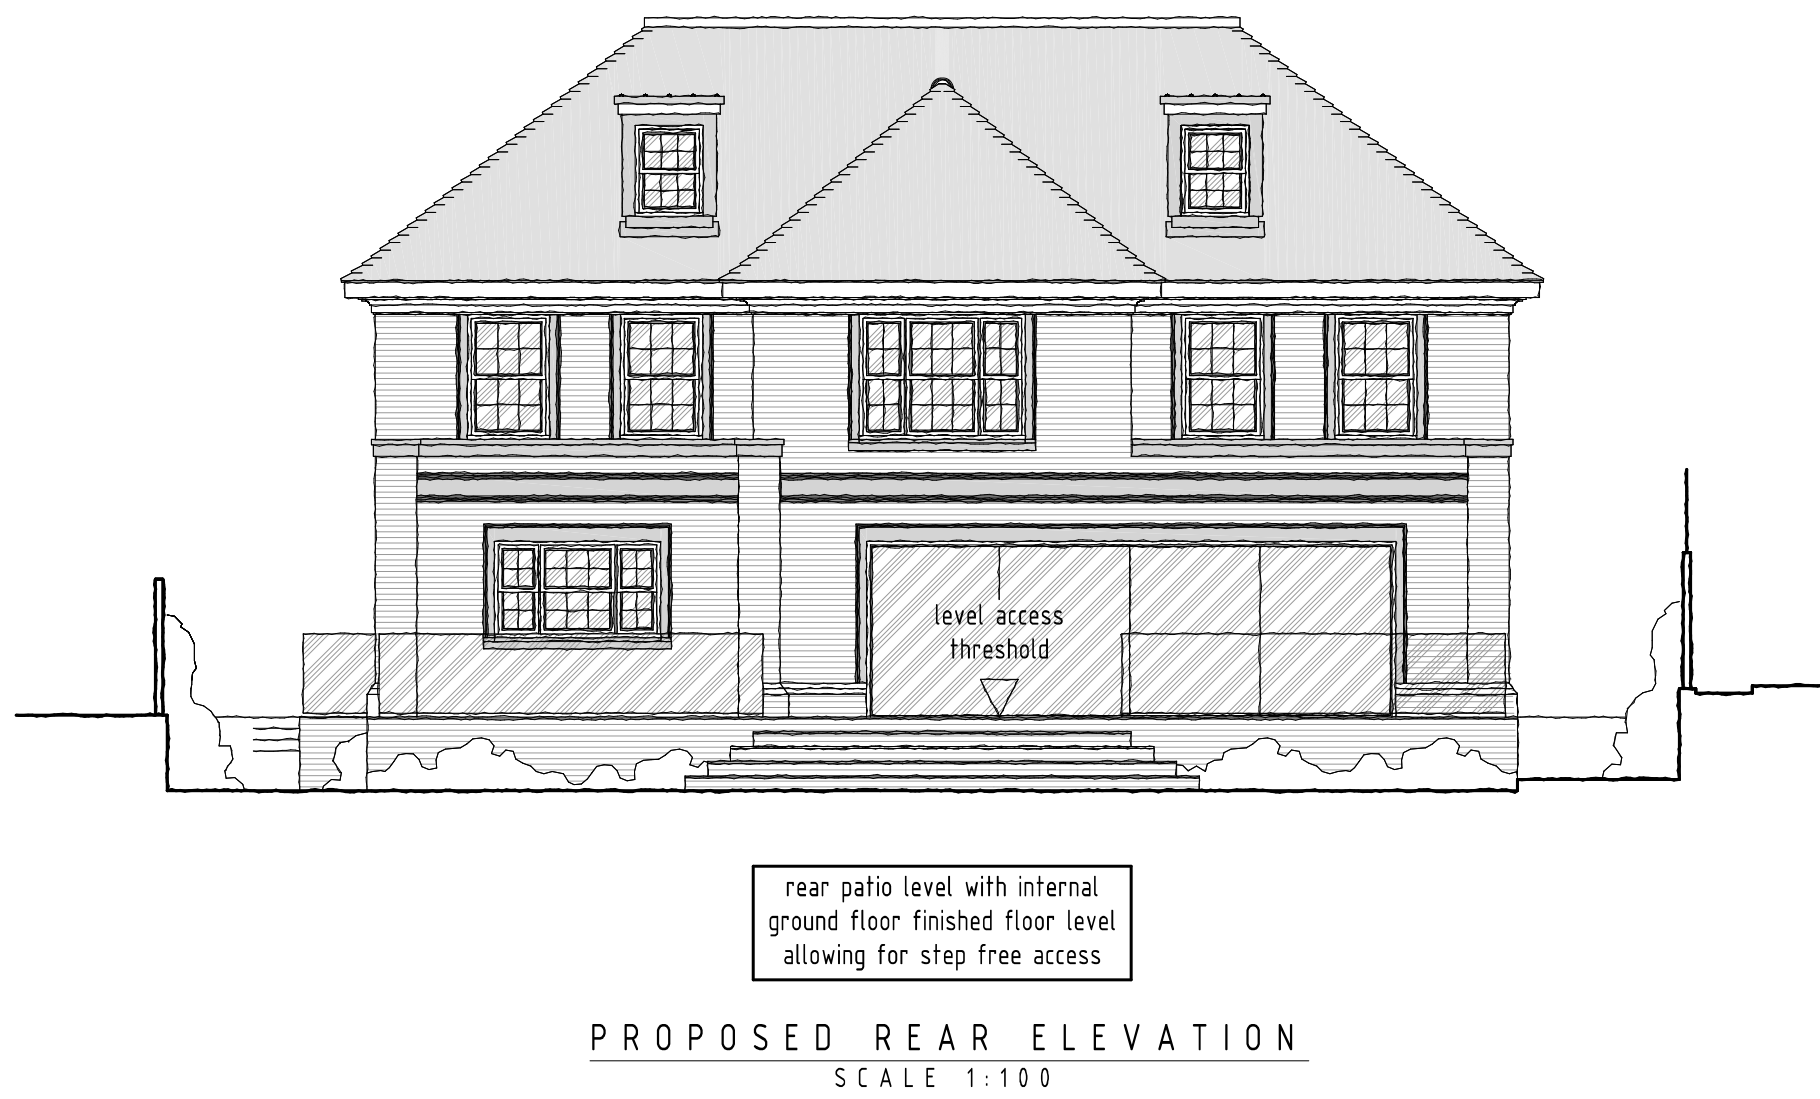 level access
threshold
rear patio level with internal
ground floor finished floor level
allowing for step free access
PROPOSED REAR ELEVATION
SCALE 1:100